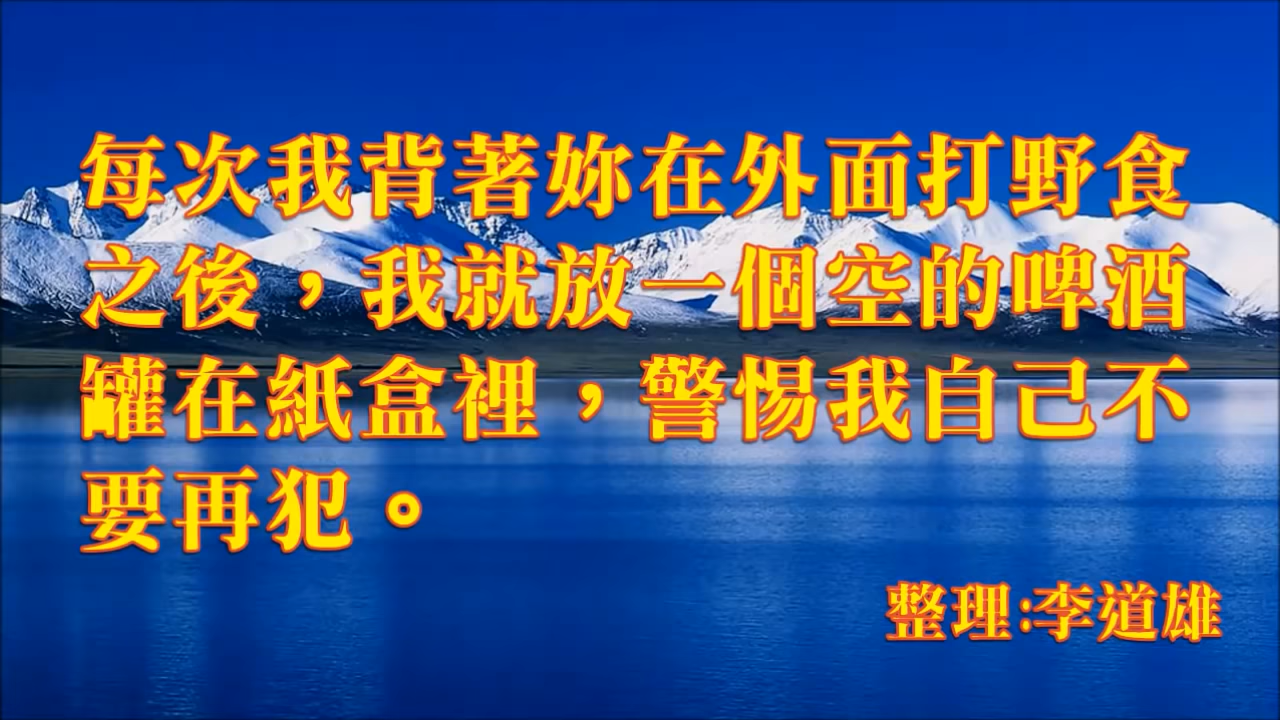 每次我背著妳在外面打野食
之後，我就放一個空的啤酒
罐在紙盒裡，警惕我自己不
要再犯。
整理:李道雄